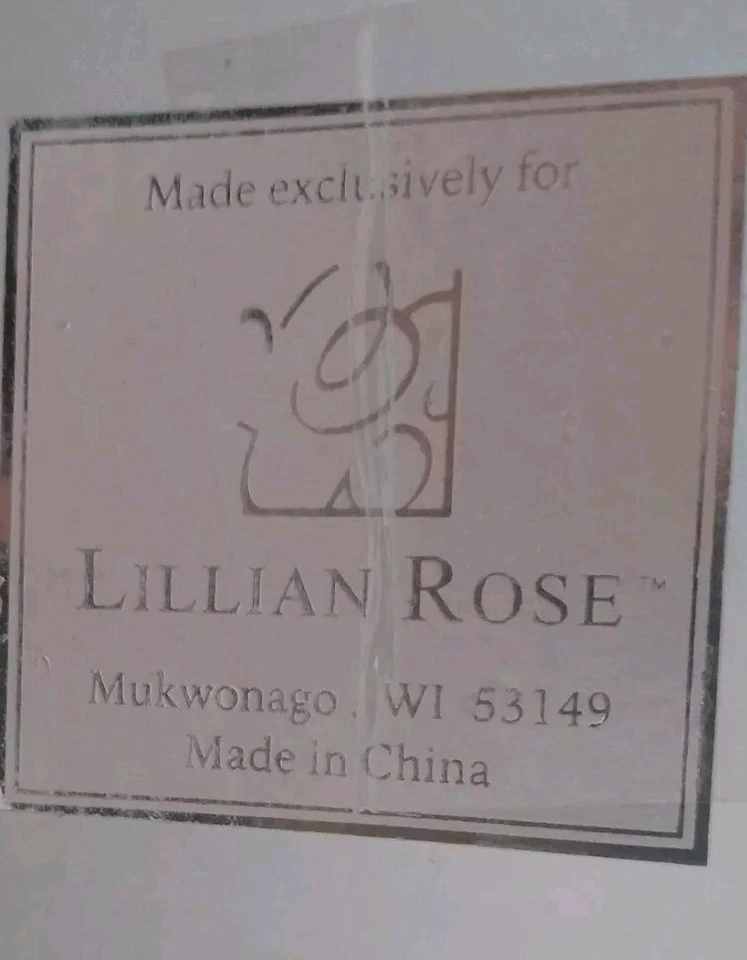 Made exclusively for
LILLIAN ROSE™
Mukwonago, WI 53149
Made in China